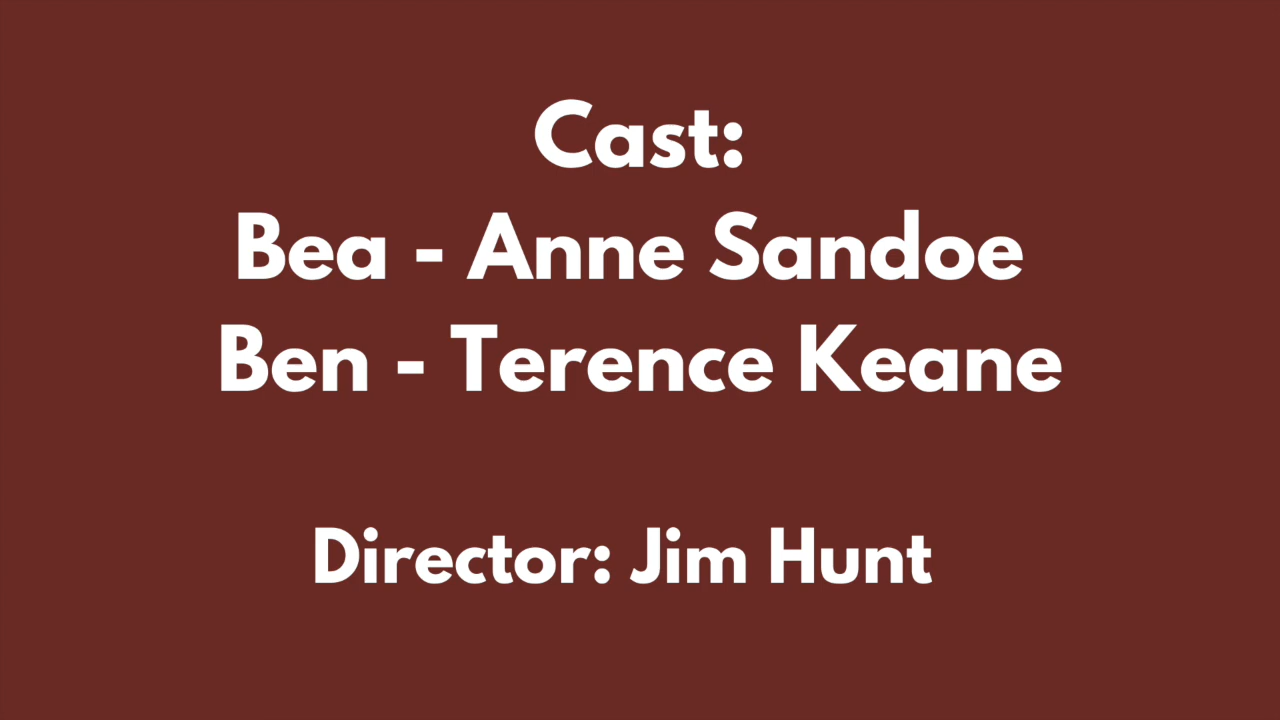 Cast:
Bea - Anne Sandoe
Ben - Terence Keane
Director: Jim Hunt